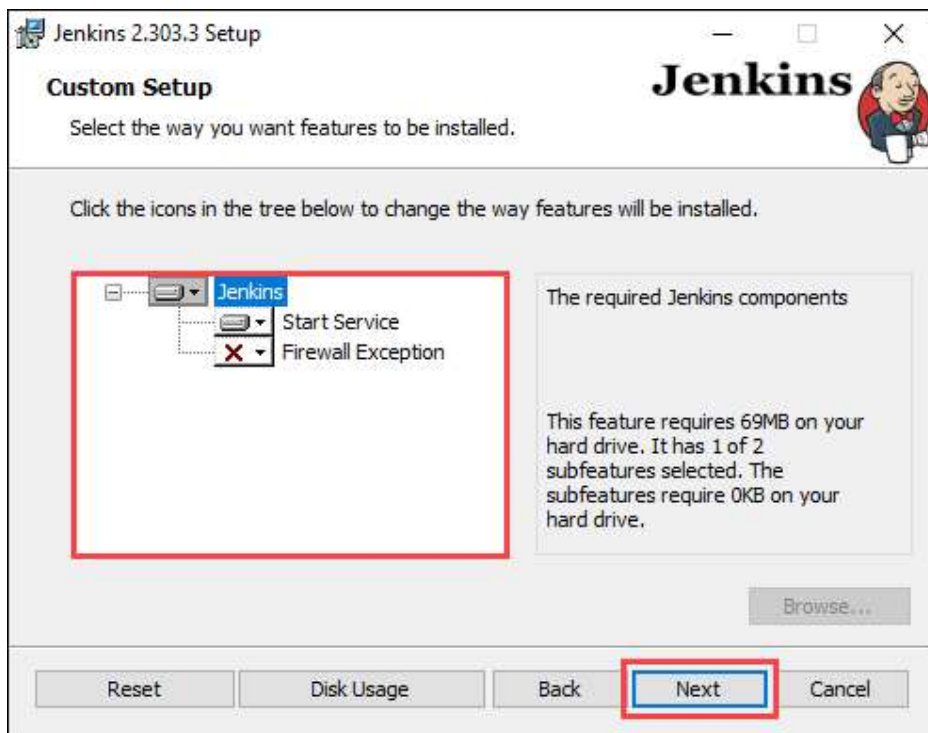 Jenkins 2.303.3 Setup
Custom Setup
Jenkins
Select the way you want features to be installed.
Click the icons in the tree below to change the way features will be installed.
Jenkins
Start Service
Firewall Exception
The required Jenkins components
This feature requires 69MB on your
hard drive. It has 1 of 2
subfeatures selected. The
subfeatures require 0KB on your
hard drive.
Browse...
Reset
Disk Usage
Back
Next
Cancel